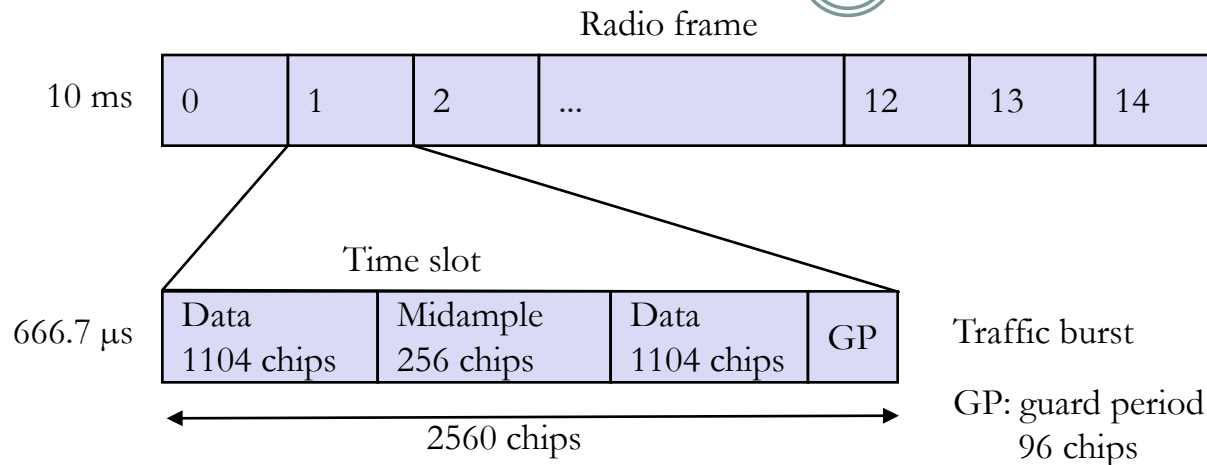 Radio frame
10 ms
0 1 2 ... 12 13 14
Time slot
666.7 μs
Data
1104 chips
Midample
256 chips
Data
1104 chips
GP
Traffic burst
2560 chips
GP: guard period
96 chips